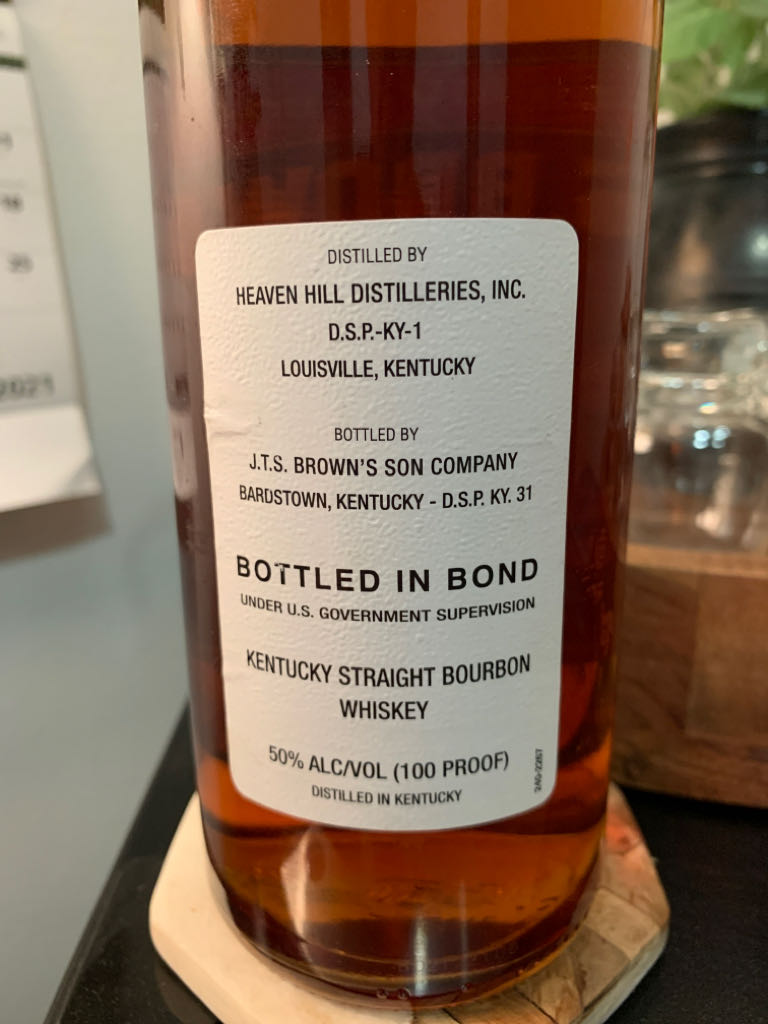 DISTILLED BY
HEAVEN HILL DISTILLERIES, INC.
D.S.P.-KY-1
LOUISVILLE, KENTUCKY
BOTTLED BY
J.T.S. BROWN'S SON COMPANY
BARDSTOWN, KENTUCKY - D.S.P. KY. 31
BOTTLED IN BOND
UNDER U.S. GOVERNMENT SUPERVISION
KENTUCKY STRAIGHT BOURBON
WHISKEY
50% ALC/VOL (100 PROOF)
DISTILLED IN KENTUCKY
2021